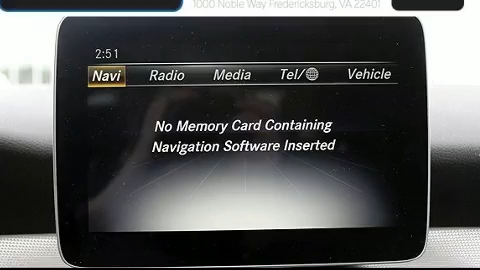 1000 Noble Way Fredericksburg, VA 22401
2:51
Navi Radio Media Tel/ Vehicle
No Memory Card Containing
Navigation Software Inserted